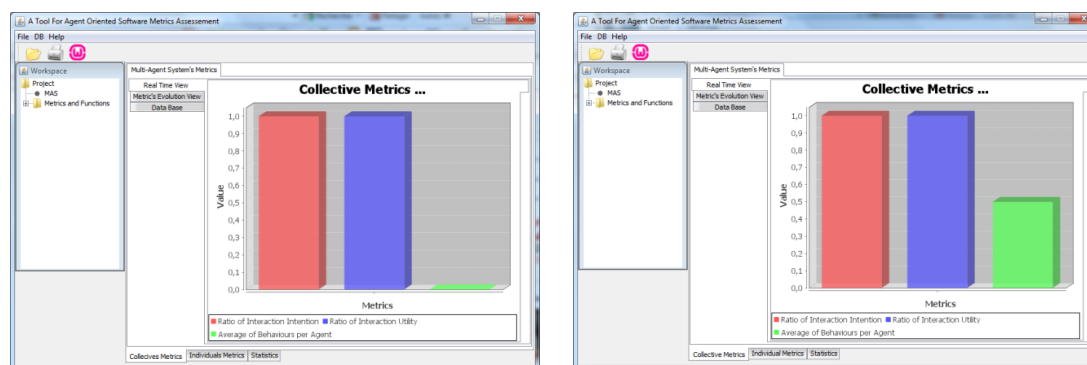 A Tool For Agent Oriented Software Metrics Assessement
File DB Help
Workspace
Project
MAS
Metrics and Functions
Multi-Agent System's Metrics
Real Time View
Metric's Evolution View
Data Base
Collective Metrics ...
1,0
0,9
0,8
0,7
0,6
0,5
0,4
0,3
0,2
0,1
0,0
Value
Metrics
Ratio of Interaction Intention Ratio of Interaction Utility
Average of Behaviours per Agent
Collecives Metrics Individuals Metrics Statistics
A Tool For Agent Oriented Software Metrics Assessement
File DB Help
Workspace
Project
MAS
Metrics and Functions
Multi-Agent System's Metrics
Real Time View
Metric's Evolution View
Data Base
Collective Metrics ...
1,0
0,9
0,8
0,7
0,6
0,5
0,4
0,3
0,2
0,1
0,0
Value
Metrics
Ratio of Interaction Intention Ratio of Interaction Utility
Average of Behaviours per Agent
Collective Metrics Individual Metrics Statistics